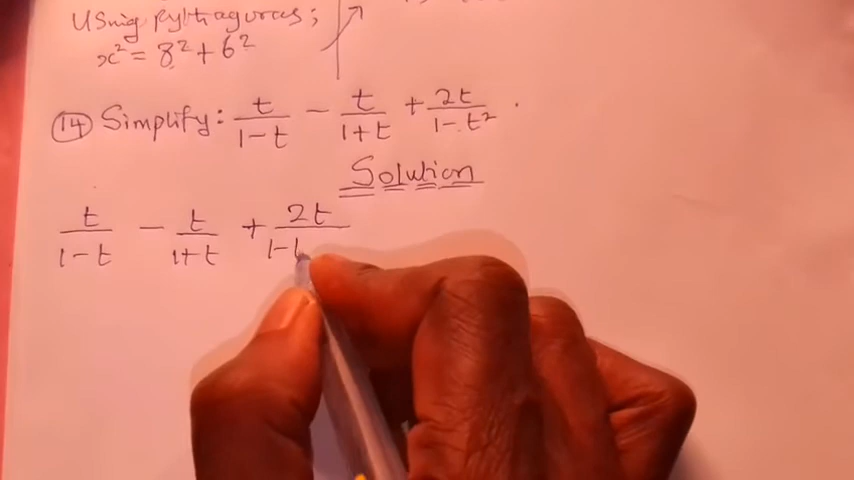 Using Pythagoras;
x² = 8² + 6²
(14) Simplify: t/(1-t) - t/(1+t) + 2t/(1-t²).
Solution
t/(1-t) - t/(1+t) + 2t/(1-